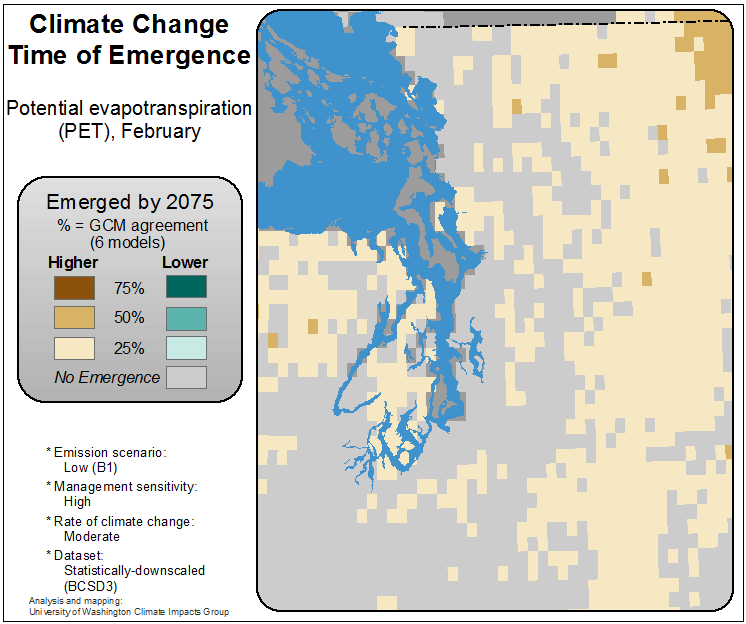 Climate Change
Time of Emergence
Potential evapotranspiration
(PET), February
Emerged by 2075
% = GCM agreement
(6 models)
Higher Lower
75%
50%
25%
No Emergence
* Emission scenario:
Low (B1)
* Management sensitivity:
High
* Rate of climate change:
Moderate
* Dataset:
Statistically-downscaled
(BCSD3)
Analysis and mapping:
University of Washington Climate Impacts Group